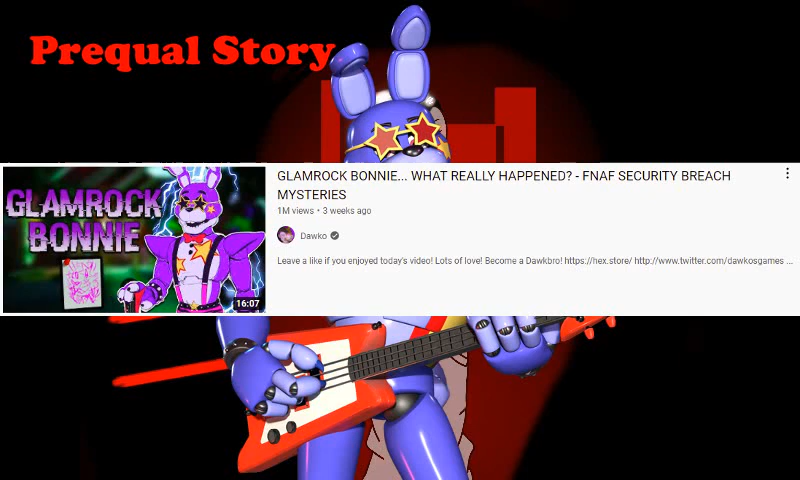 Prequal Story
GLAMROCK
BONNIE
16:07
GLAMROCK BONNIE... WHAT REALLY HAPPENED? - FNAF SECURITY BREACH
MYSTERIES
1M views • 3 weeks ago
Dawko
Leave a like if you enjoyed today's video! Lots of love! Become a Dawkbro! https://hex.store/ http://www.twitter.com/dawkosgames ...